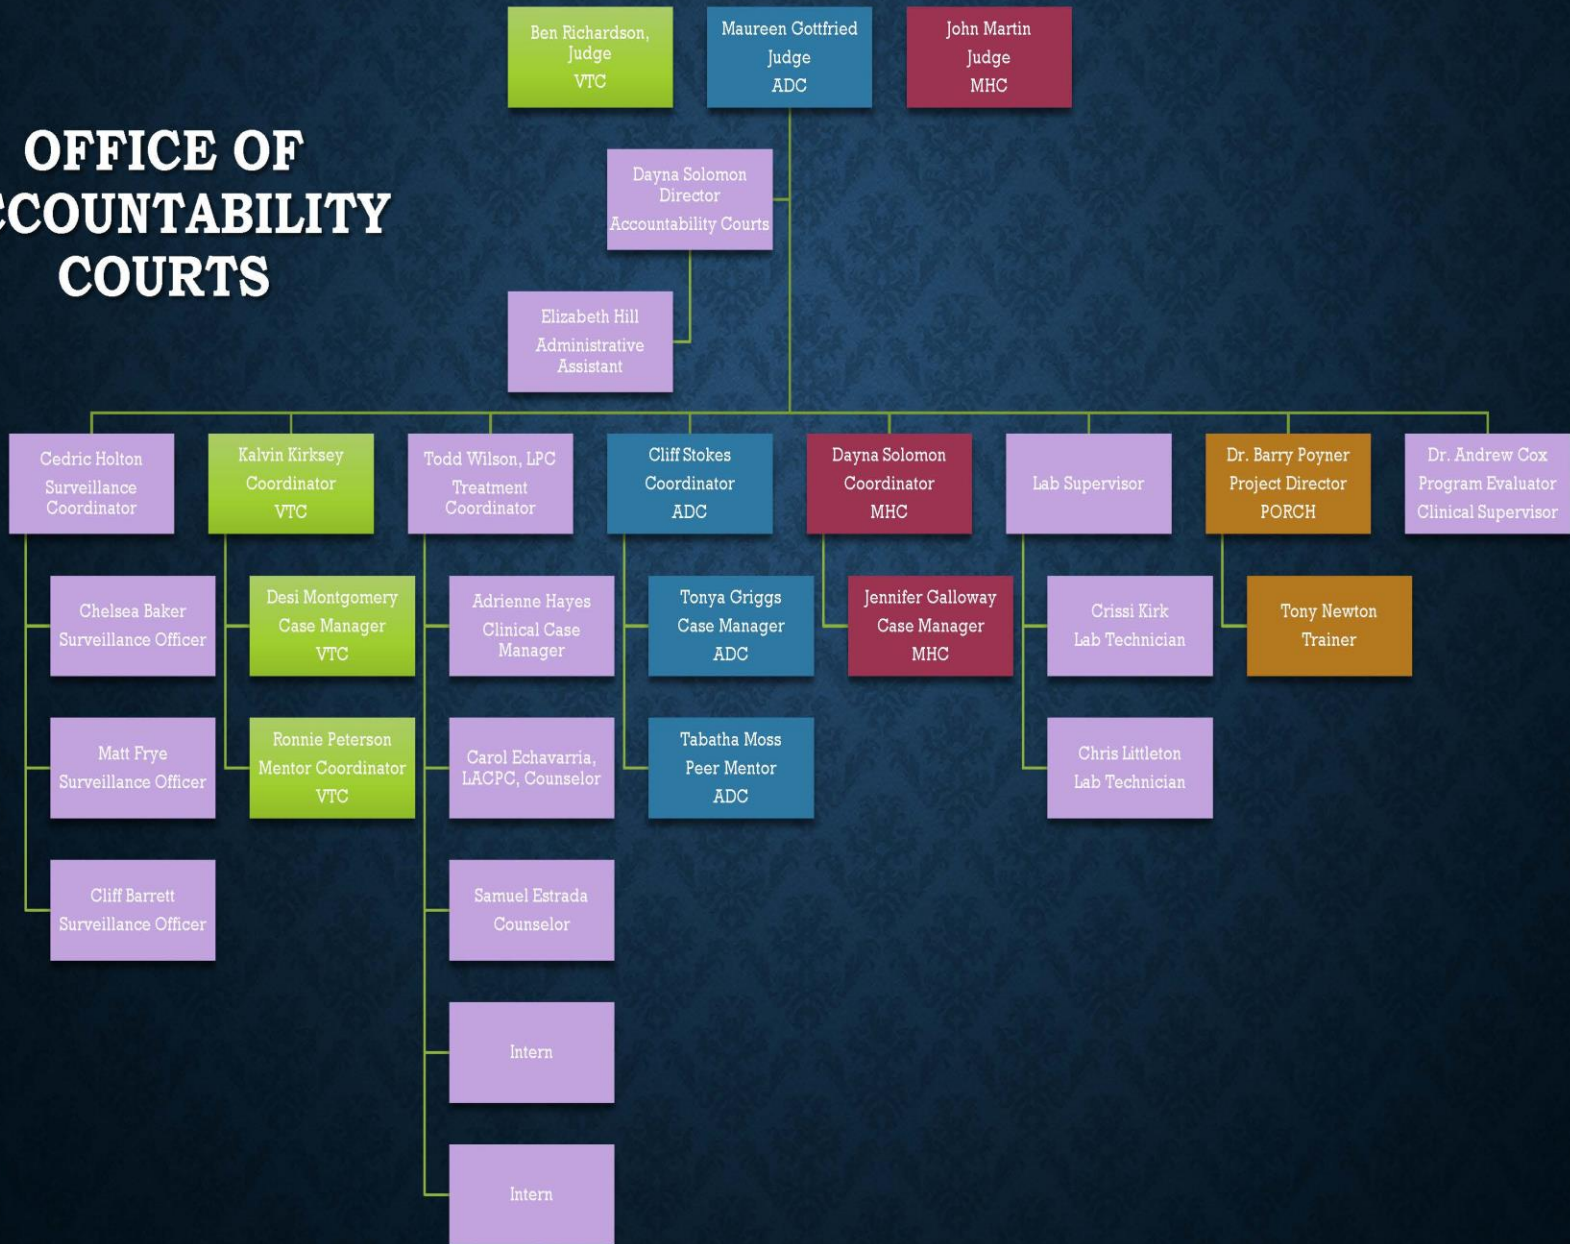 Ben Richardson,
Judge
VTC
Maureen Gottfried
Judge
ADC
John Martin
Judge
MHC
OFFICE OF
CCOUNTABILITY
COURTS
Dayna Solomon
Director
Accountability Courts
Elizabeth Hill
Administrative
Assistant
Cedric Holton
Surveillance
Coordinator
Kalvin Kirksey
Coordinator
VTC
Todd Wilson, LPC
Treatment
Coordinator
Cliff Stokes
Coordinator
ADC
Dayna Solomon
Coordinator
MHC
Lab Supervisor
Dr. Barry Poyner
Project Director
PORCH
Dr. Andrew Cox
Program Evaluator
Clinical Supervisor
Chelsea Baker
Surveillance Officer
Desi Montgomery
Case Manager
VTC
Adrienne Hayes
Clinical Case
Manager
Tonya Griggs
Case Manager
ADC
Jennifer Galloway
Case Manager
MHC
Crissi Kirk
Lab Technician
Tony Newton
Trainer
Matt Frye
Surveillance Officer
Ronnie Peterson
Mentor Coordinator
VTC
Carol Echavarria,
LACPC, Counselor
Tabatha Moss
Peer Mentor
ADC
Chris Littleton
Lab Technician
Cliff Barrett
Surveillance Officer
Samuel Estrada
Counselor
Intern
Intern